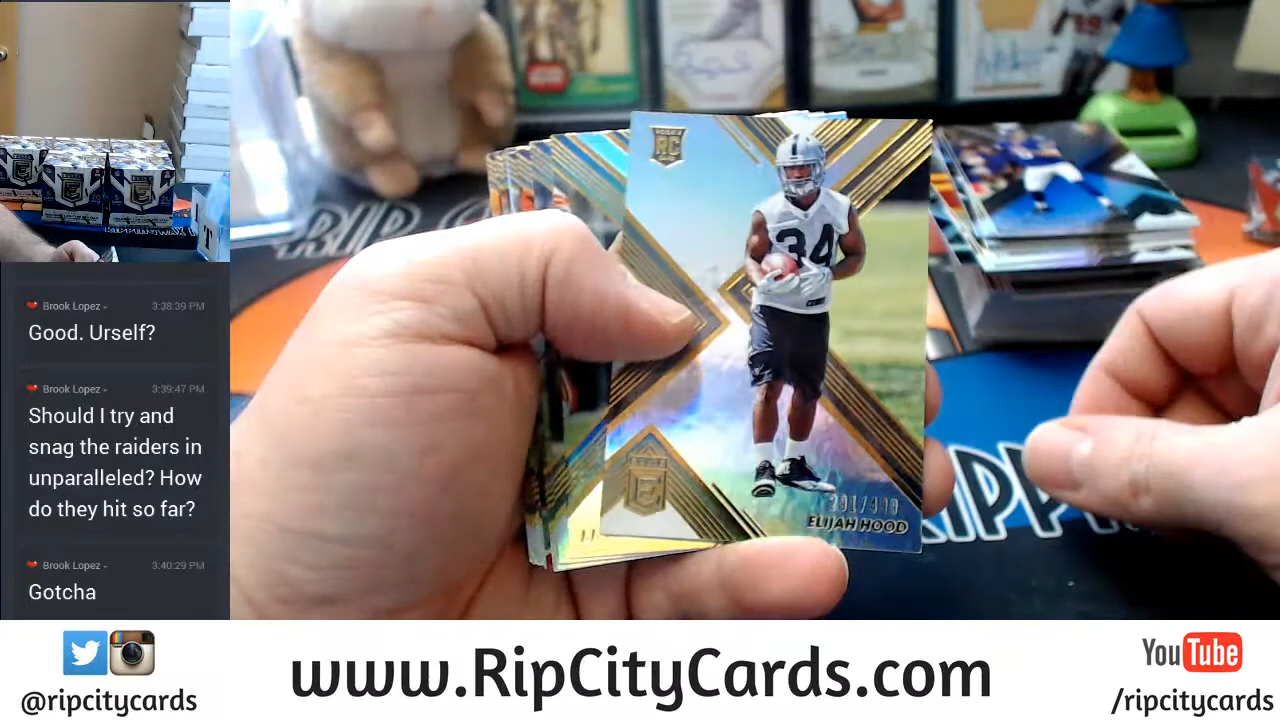 Brook Lopez
3:38:39 PM
Good. Urself?
Brook Lopez
3:39:47 PM
Should I try and
snag the raiders in
unparalleled? How
do they hit so far?
Brook Lopez
3:40:29 PM
Gotcha
RC
34
ELIJAH HOOD
@ripcitycards
www.RipCityCards.com
YouTube
/ripcitycards